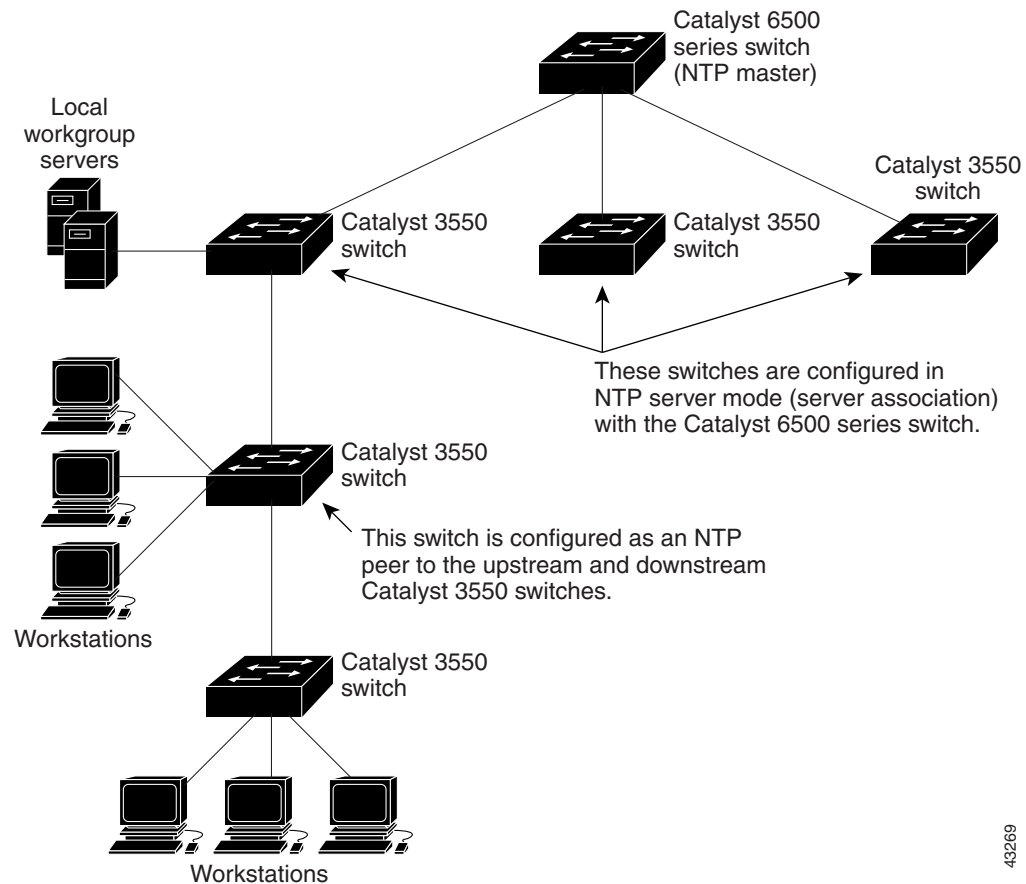 Catalyst 6500
series switch
(NTP master)
Local
workgroup
servers
Catalyst 3550
switch
Catalyst 3550
switch
Catalyst 3550
switch
These switches are configured in
NTP server mode (server association)
with the Catalyst 6500 series switch.
Catalyst 3550
switch
This switch is configured as an NTP
peer to the upstream and downstream
Catalyst 3550 switches.
Workstations
Catalyst 3550
switch
Workstations
43269